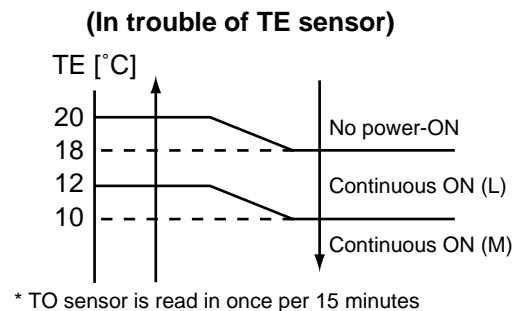 (In trouble of TE sensor)
TE [˚C]
20
No power-ON
18
Continuous ON (L)
12
10
Continuous ON (M)
* TO sensor is read in once per 15 minutes